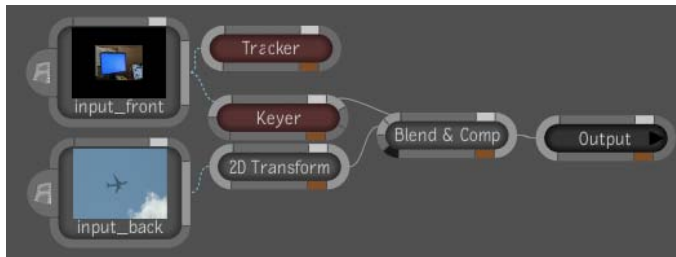 Tracker
input_front
Keyer
Blend & Comp
Output
2D Transform
input_back